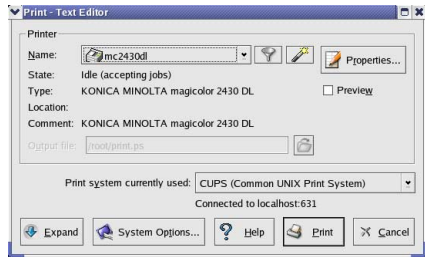 Print - Text Editor
Printer
Name: mc2430dl
Properties...
State: Idle (accepting jobs)
Type: KONICA MINOLTA magicolor 2430 DL
Preview
Location:
Comment: KONICA MINOLTA magicolor 2430 DL
Output file: /root/print.ps
Print system currently used: CUPS (Common UNIX Print System)
Connected to localhost:631
Expand
System Options...
Help
Print
Cancel